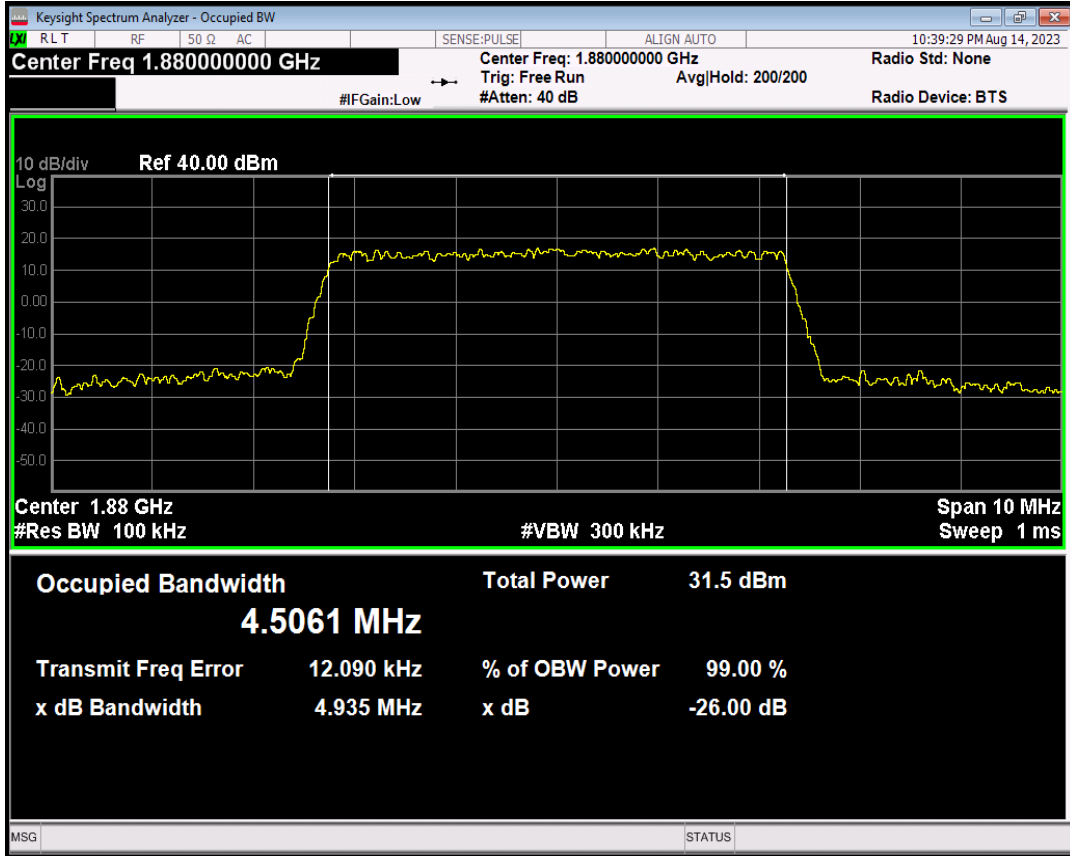 Keysight Spectrum Analyzer - Occupied BW
LXI RLT RF 50 Ω AC SENSE:PULSE ALIGN AUTO 10:39:29 PM Aug 14, 2023
Center Freq 1.880000000 GHz Center Freq: 1.880000000 GHz Radio Std: None
Trig: Free Run Avg|Hold: 200/200
#IFGain:Low #Atten: 40 dB Radio Device: BTS
10 dB/div Ref 40.00 dBm
Log
30.0
20.0
10.0
0.00
-10.0
-20.0
-30.0
-40.0
-50.0
Center 1.88 GHz Span 10 MHz
#Res BW 100 kHz #VBW 300 kHz Sweep 1 ms
Occupied Bandwidth Total Power 31.5 dBm
4.5061 MHz
Transmit Freq Error 12.090 kHz % of OBW Power 99.00 %
x dB Bandwidth 4.935 MHz x dB -26.00 dB
MSG STATUS